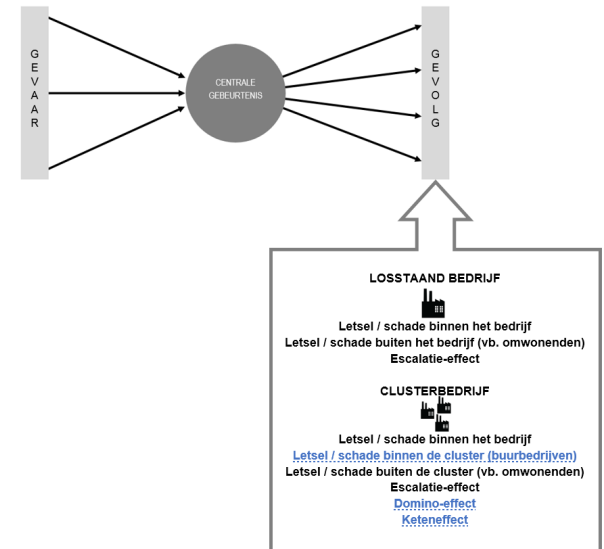 GEVAAR
CENTRALE
GEBEURTENIS
GEVOLG
LOSSTAAND BEDRIJF
Letsel / schade binnen het bedrijf
Letsel / schade buiten het bedrijf (vb. omwonenden)
Escalatie-effect
CLUSTERBEDRIJF
Letsel / schade binnen het bedrijf
Letsel / schade binnen de cluster (buurbedrijven)
Letsel / schade buiten de cluster (vb. omwonenden)
Escalatie-effect
Domino-effect
Keteneffect